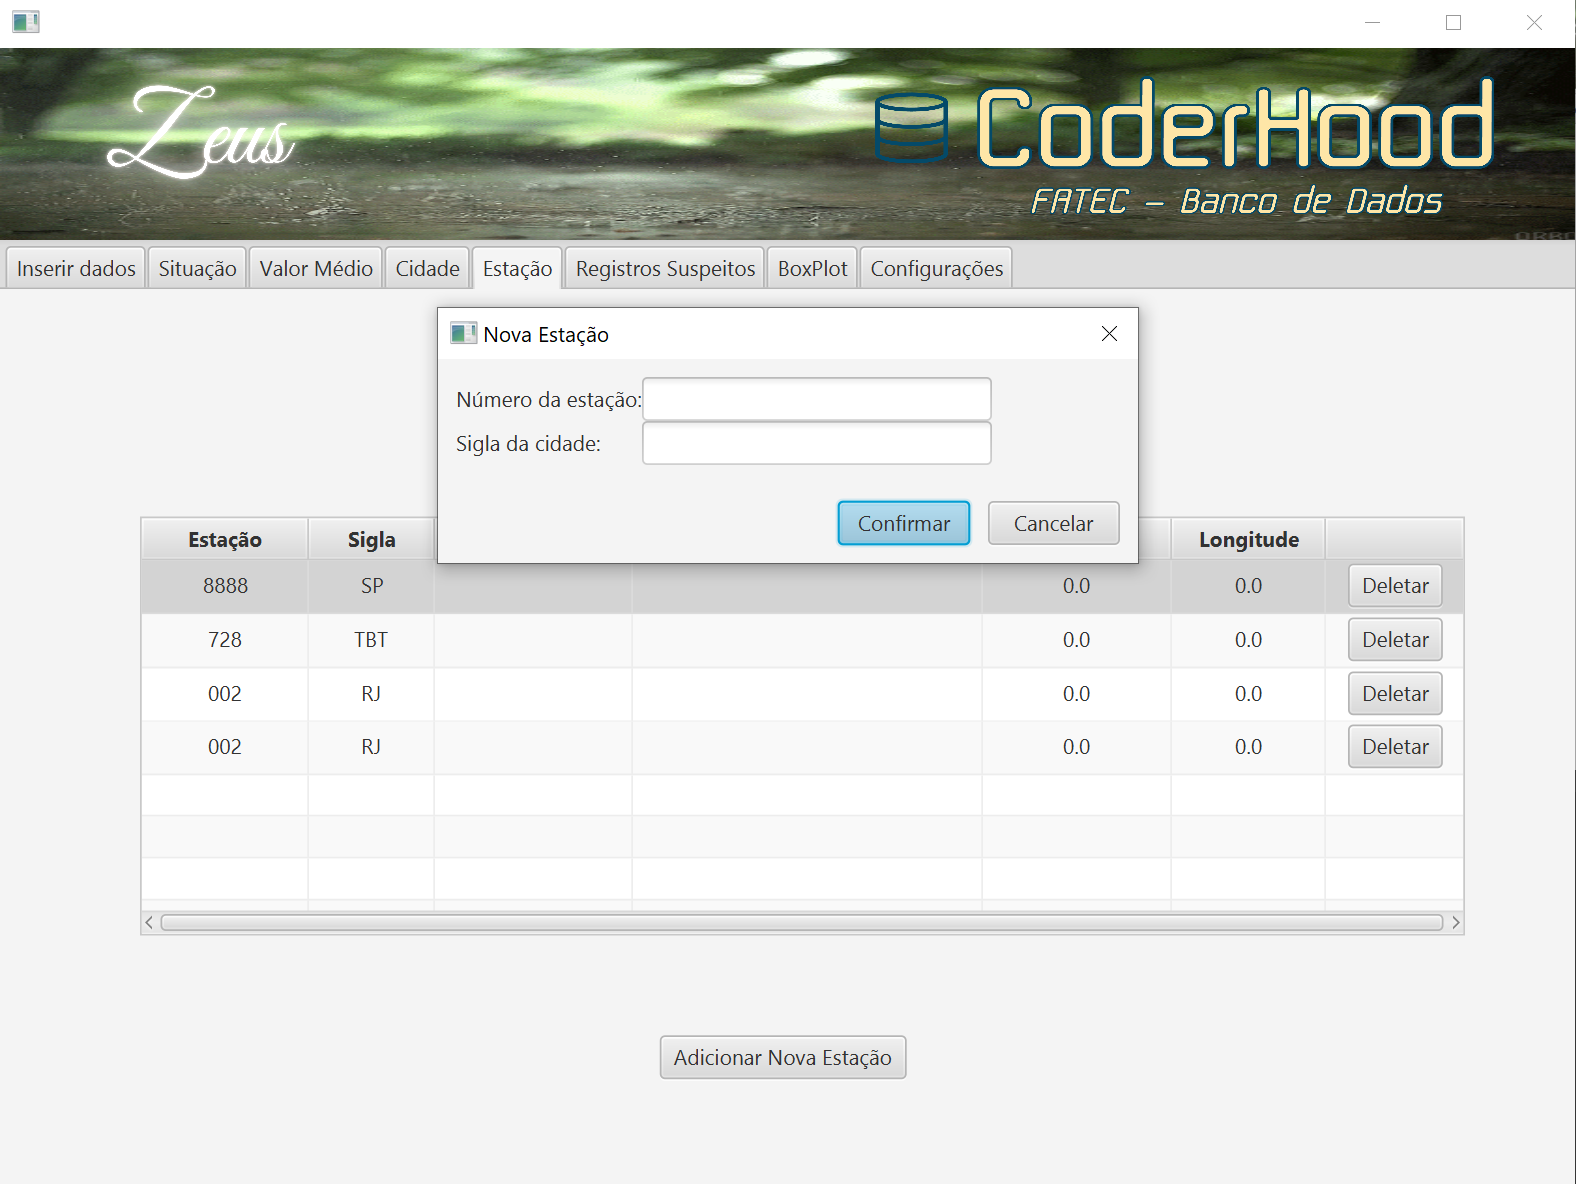 Zeus
CoderHood
FATEC – Banco de Dados
Inserir dados Situação Valor Médio Cidade Estação Registros Suspeitos BoxPlot Configurações
Nova Estação
Número da estação:
Sigla da cidade:
Confirmar Cancelar
Estação Sigla Longitude
8888 SP 0.0 0.0 Deletar
728 TBT 0.0 0.0 Deletar
002 RJ 0.0 0.0 Deletar
002 RJ 0.0 0.0 Deletar
Adicionar Nova Estação